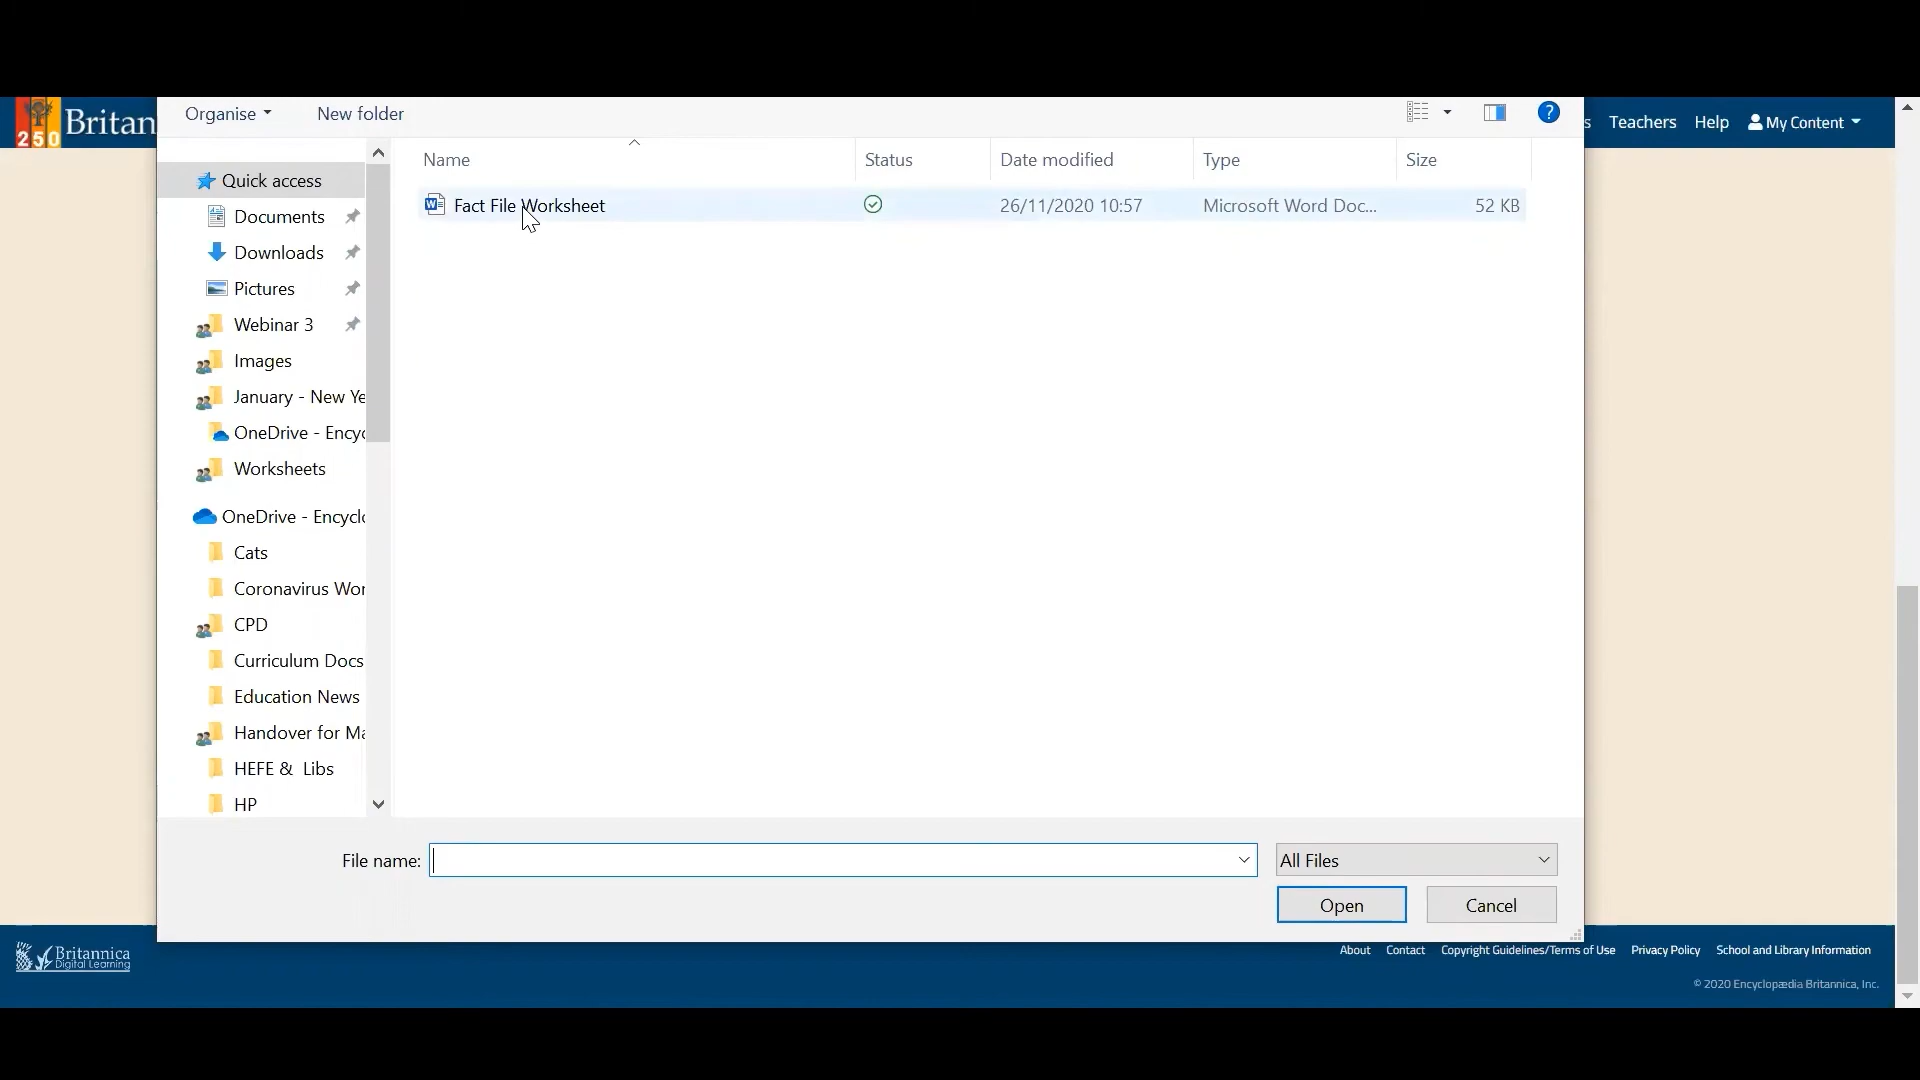 250 Britan
Organise New folder
s Teachers Help My Content
Name Status Date modified Type Size
Fact File Worksheet 26/11/2020 10:57 Microsoft Word Doc... 52 KB
Quick access
Documents
Downloads
Pictures
Webinar 3
Images
January - New Ye
OneDrive - Encyc
Worksheets
OneDrive - Encycl
Cats
Coronavirus Wor
CPD
Curriculum Docs
Education News
Handover for Ma
HEFE & Libs
HP
File name: All Files
Open Cancel
Britannica
Digital Learning
About Contact Copyright Guidelines/Terms of Use Privacy Policy School and Library Information
© 2020 Encyclopædia Britannica, Inc.